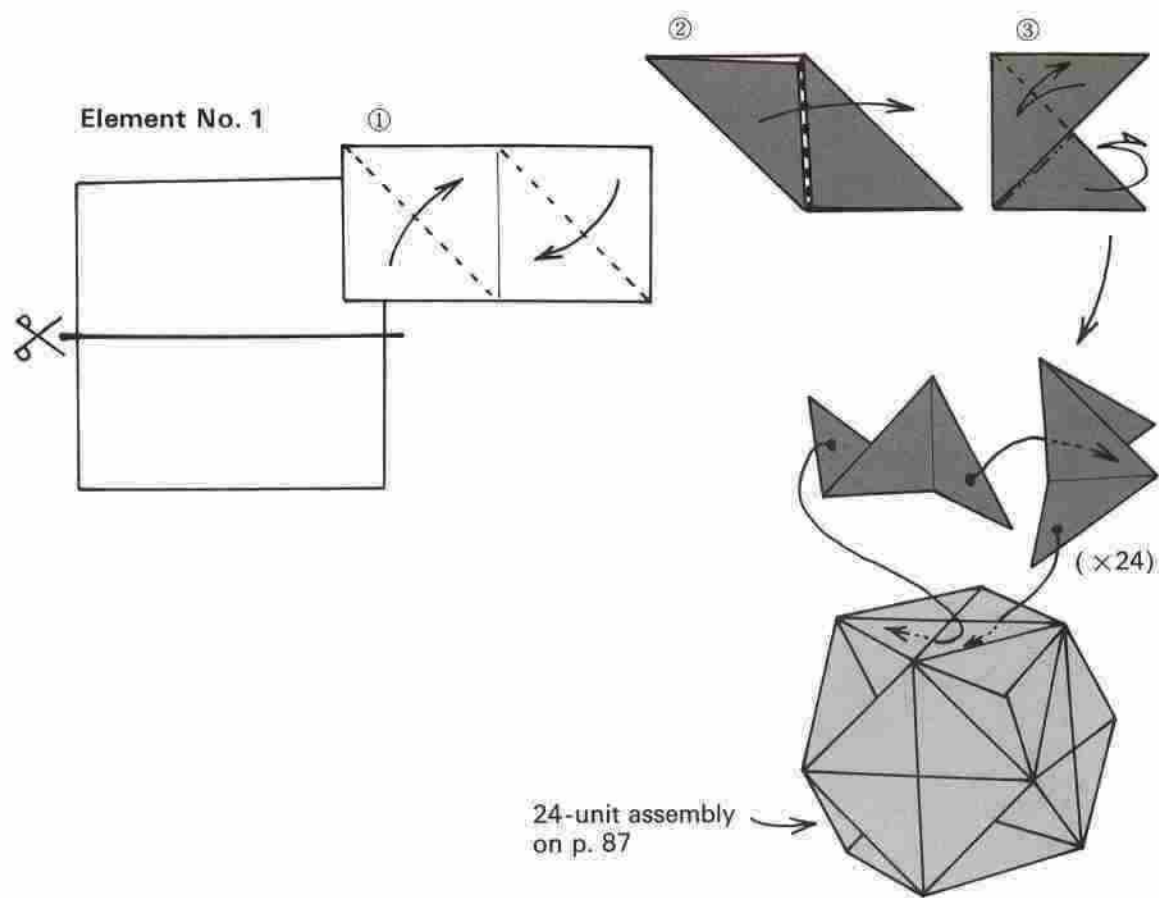 Element No. 1
①
②
③
(×24)
24-unit assembly
on p. 87